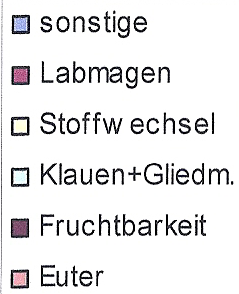 sonstige
Labmagen
Stoffw echsel
Klauen+Gliedm.
Fruchtbarkeit
Euter